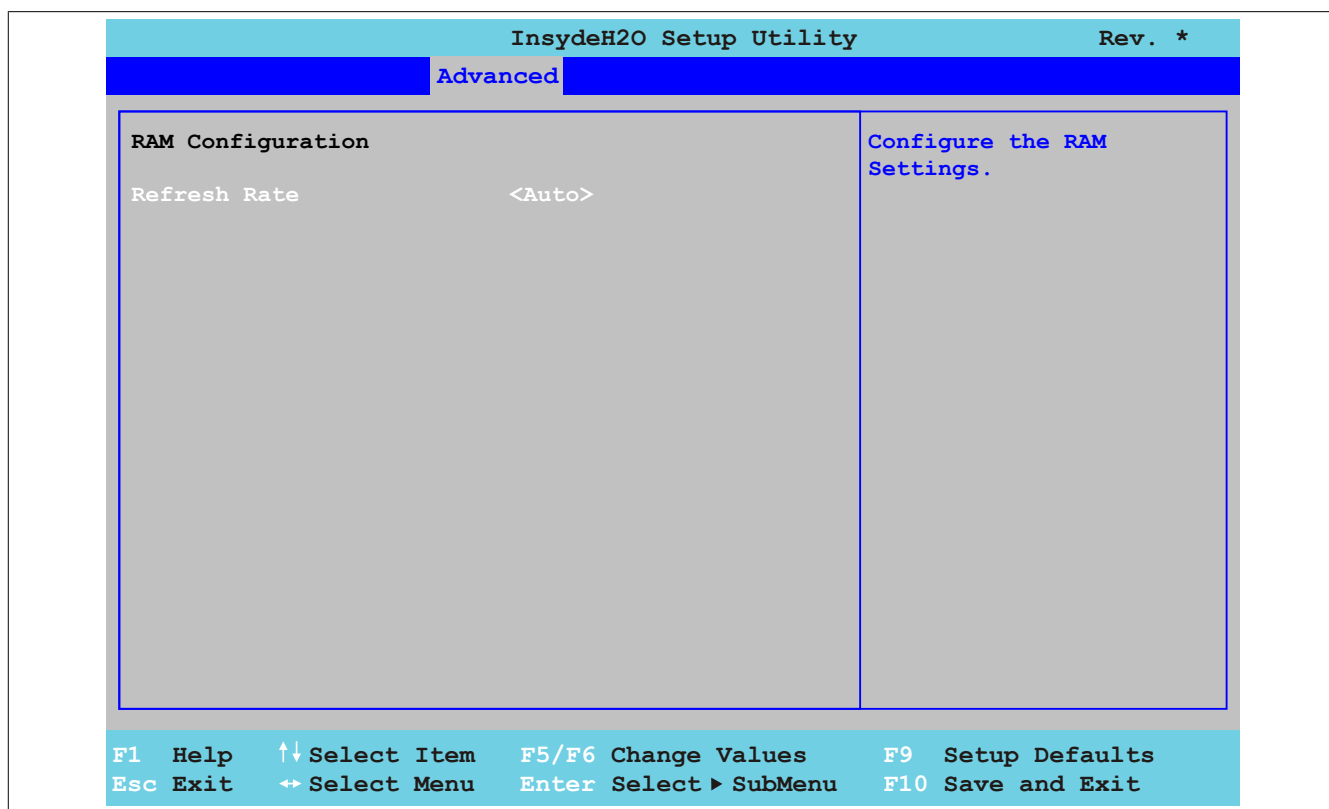 InsydeH2O Setup Utility Rev. *
Advanced
RAM Configuration
Refresh Rate <Auto>
Configure the RAM
Settings.
F1 Help ↑↓ Select Item F5/F6 Change Values F9 Setup Defaults
Esc Exit ↔ Select Menu Enter Select ▶ SubMenu F10 Save and Exit